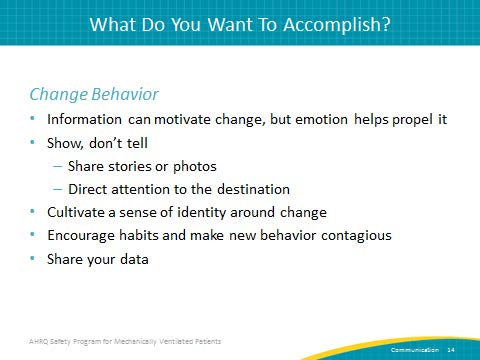 What Do You Want To Accomplish?
Change Behavior
• Information can motivate change, but emotion helps propel it
• Show, don’t tell
– Share stories or photos
– Direct attention to the destination
• Cultivate a sense of identity around change
• Encourage habits and make new behavior contagious
• Share your data
AHRQ Safety Program for Mechanically Ventilated Patients
Communication 14